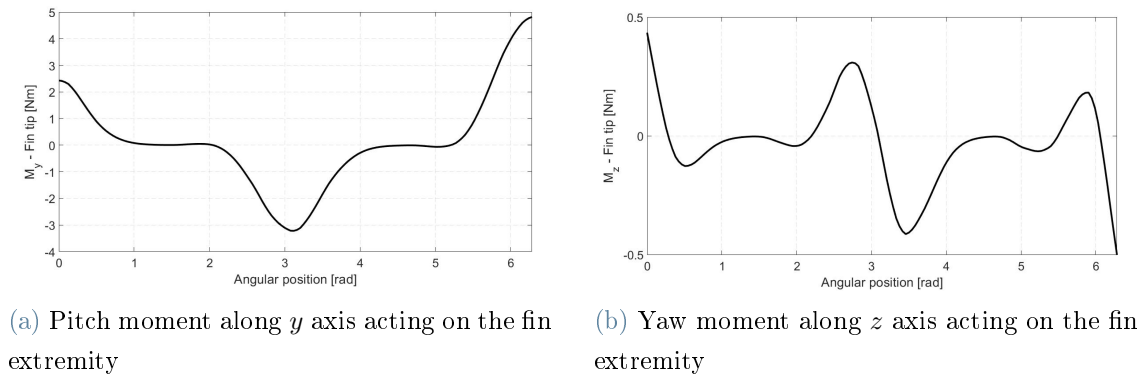 5
4
3
2
1
0
-1
-2
-3
-4
M_y - Fin tip [Nm]
0 1 2 3 4 5 6
Angular position [rad]
0.5
0
-0.5
M_z - Fin tip [Nm]
0 1 2 3 4 5 6
Angular position [rad]
(a) Pitch moment along y axis acting on the fin
extremity
(b) Yaw moment along z axis acting on the fin
extremity